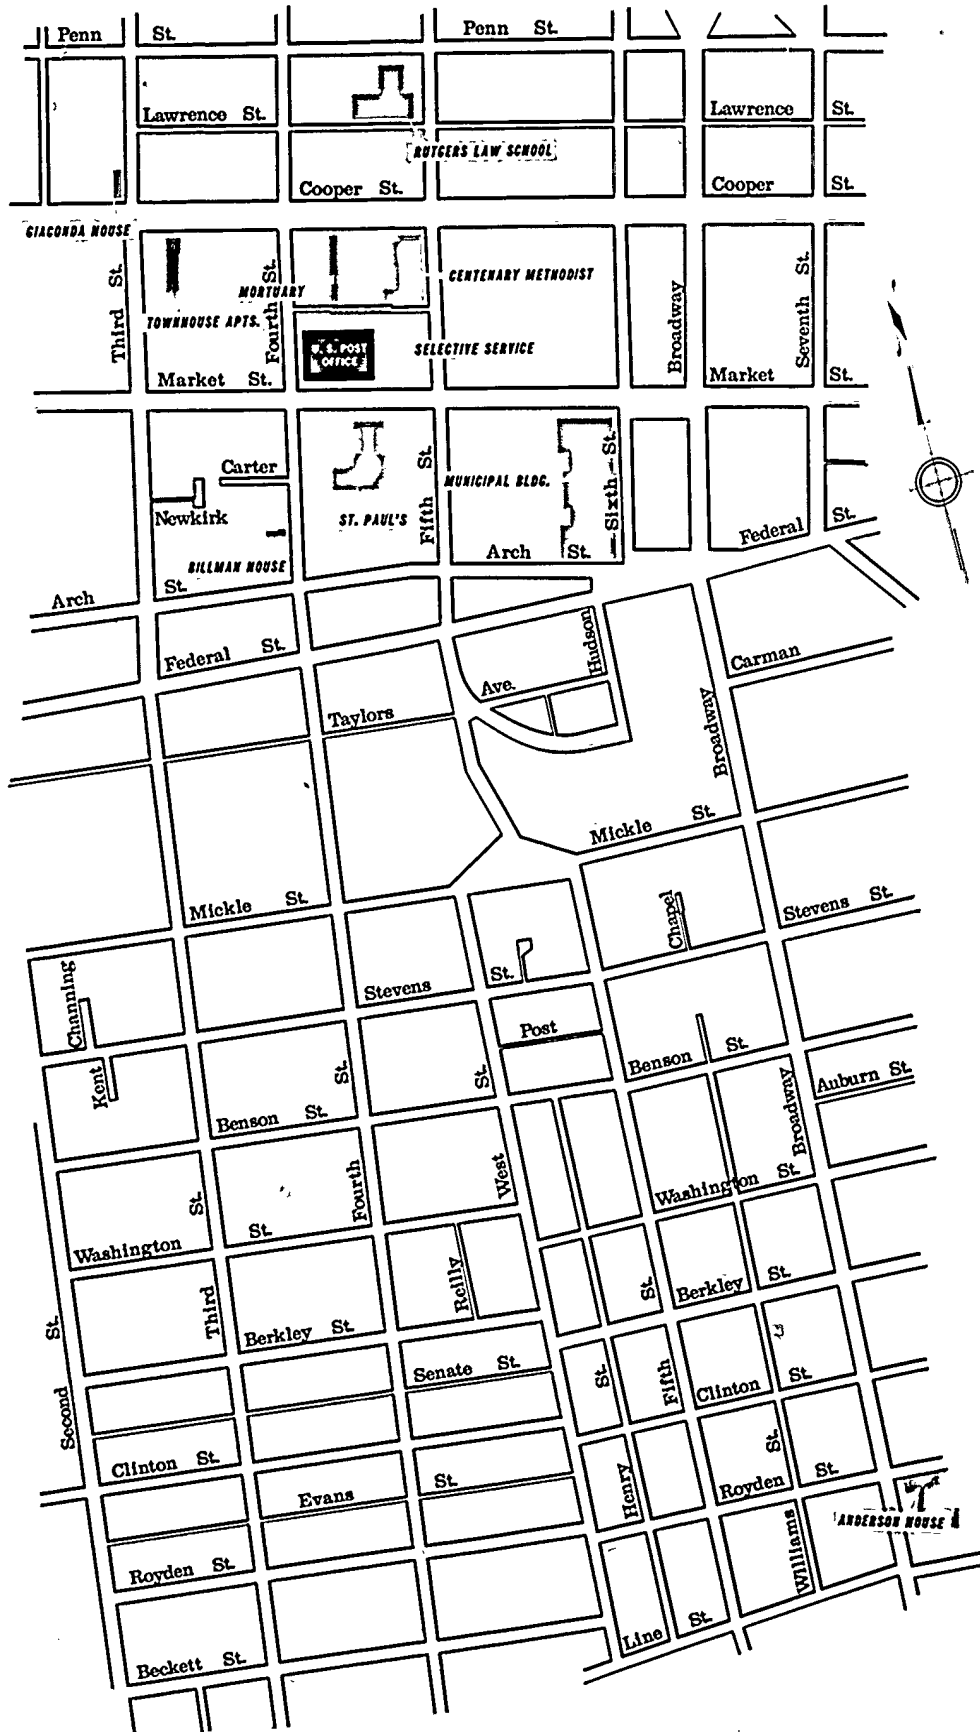 Penn St. Penn St.
Lawrence St. Lawrence St.
RUTGERS LAW SCHOOL
Cooper St. Cooper St.
GIACONDA HOUSE
Third St.
Fourth St.
MORTUARY
CENTENARY METHODIST
TOWNHOUSE APTS.
Broadway
Seventh St.
U. S. POST
OFFICE
SELECTIVE SERVICE
Market St. Market St.
Carter
Newkirk
ST. PAUL'S
Fifth St.
MUNICIPAL BLDG.
Sixth St.
Federal St.
BILLMAN HOUSE
Arch St.
Arch St.
Federal St.
Hudson
Carman
Ave.
Taylors
Broadway
Mickle St.
Mickle St.
Chapel
Stevens St.
Channing
Stevens St.
Post
Kent
Benson St.
St.
St.
Benson St.
Auburn St.
Broadway
West
Fourth
Washington St.
St.
Washington St.
Reilly
St.
Berkley St.
Third
Berkley St.
St.
Senate St.
St.
Fifth
Clinton St.
Second
Clinton St.
Evans St.
Henry
St.
Royden St.
ANDERSON HOUSE
Royden St.
Williams
Line St.
Beckett St.